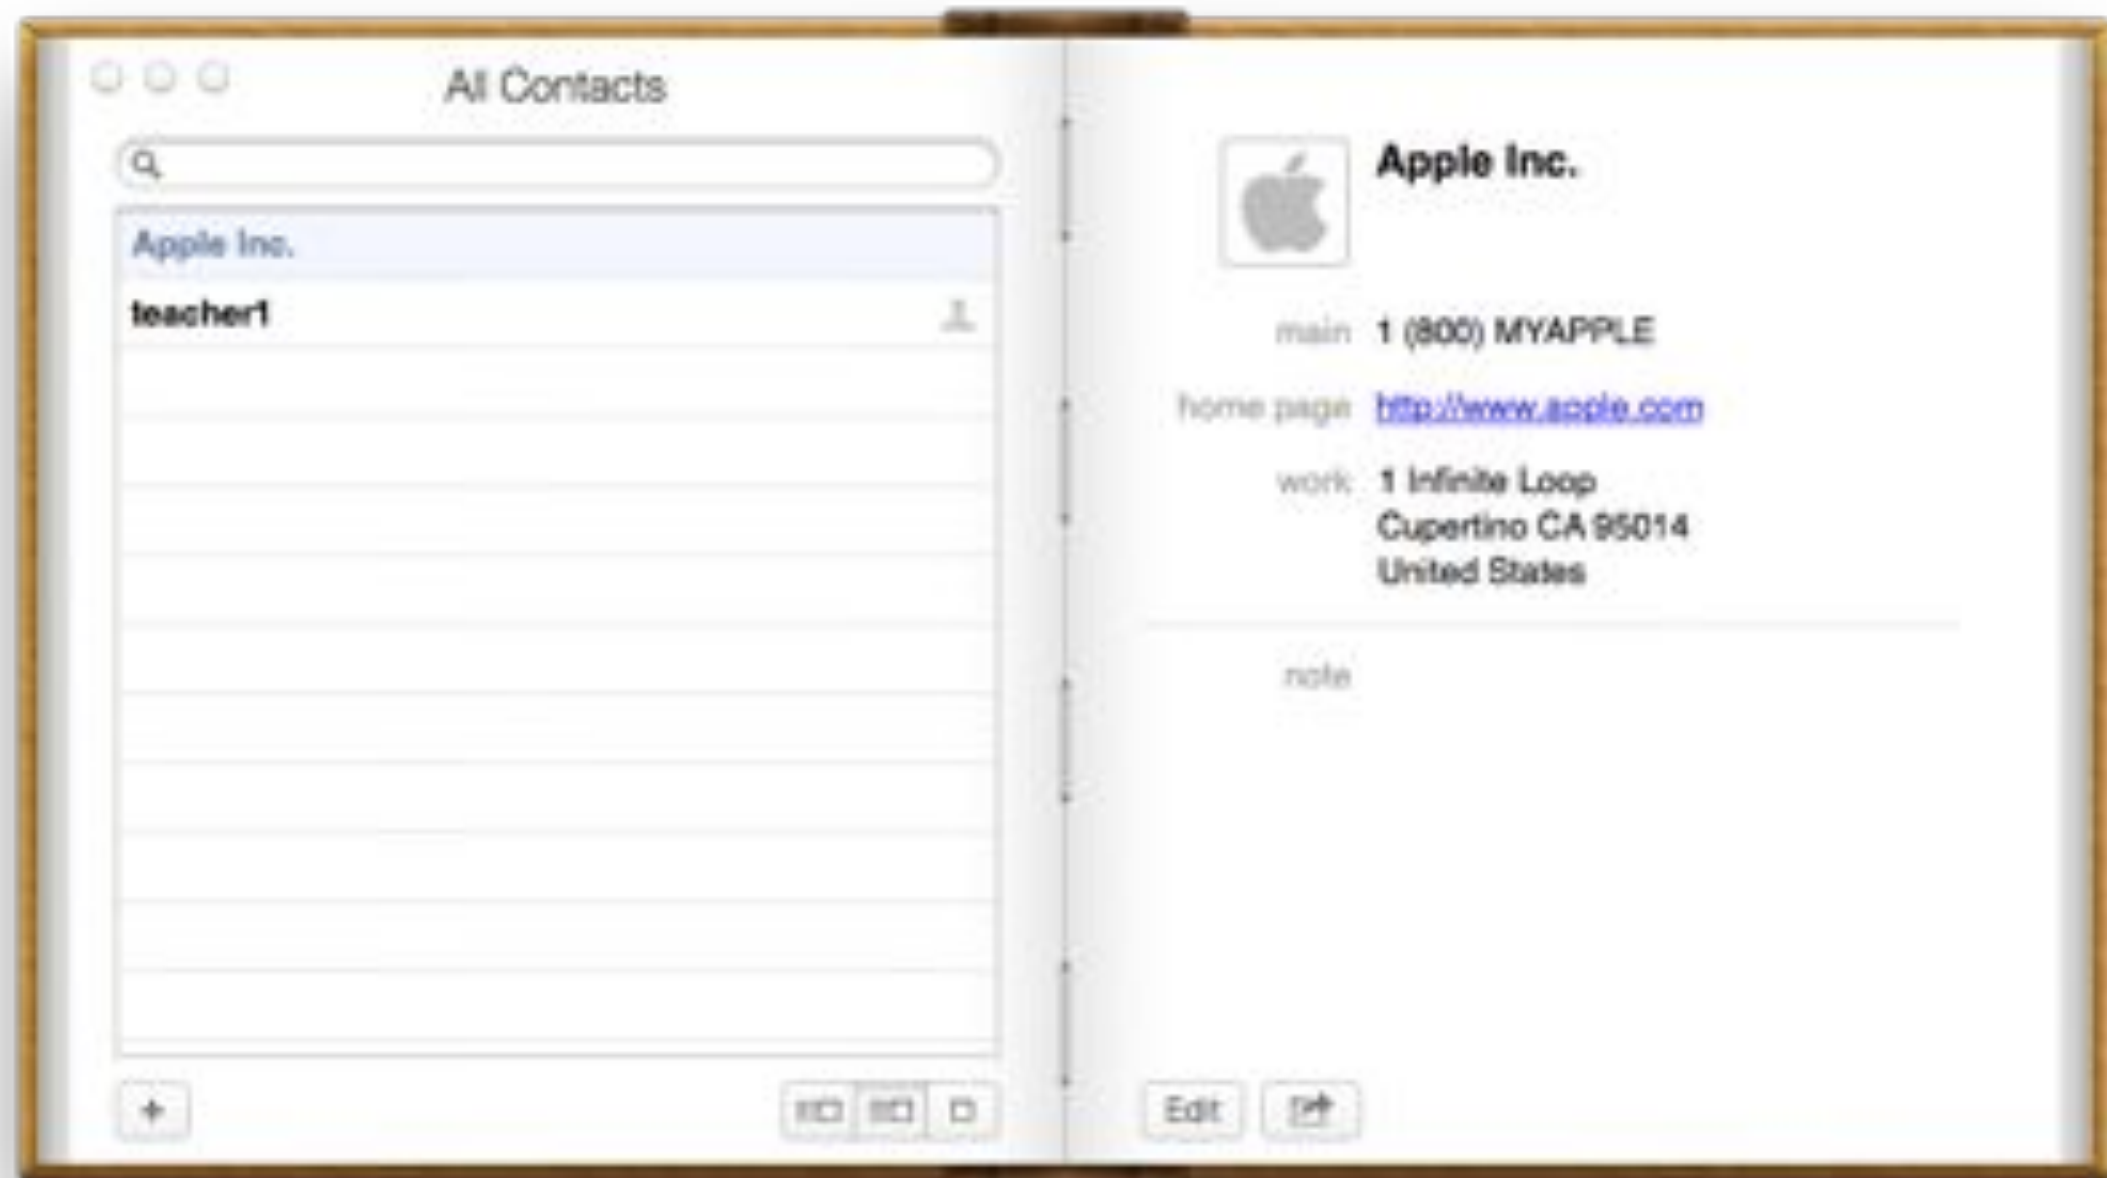 All Contacts
Apple Inc.
teacher1
Apple Inc.
main 1 (800) MYAPPLE
home page http://www.apple.com
work 1 Infinite Loop
Cupertino CA 95014
United States
note
+
Edit